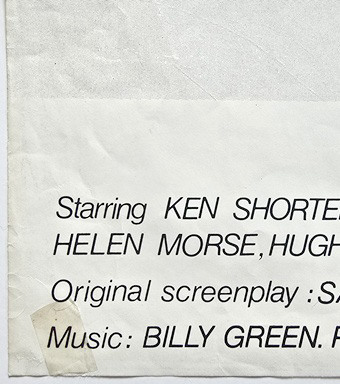 Starring KEN SHORTE
HELEN MORSE, HUGH
Original screenplay : SA
Music: BILLY GREEN.